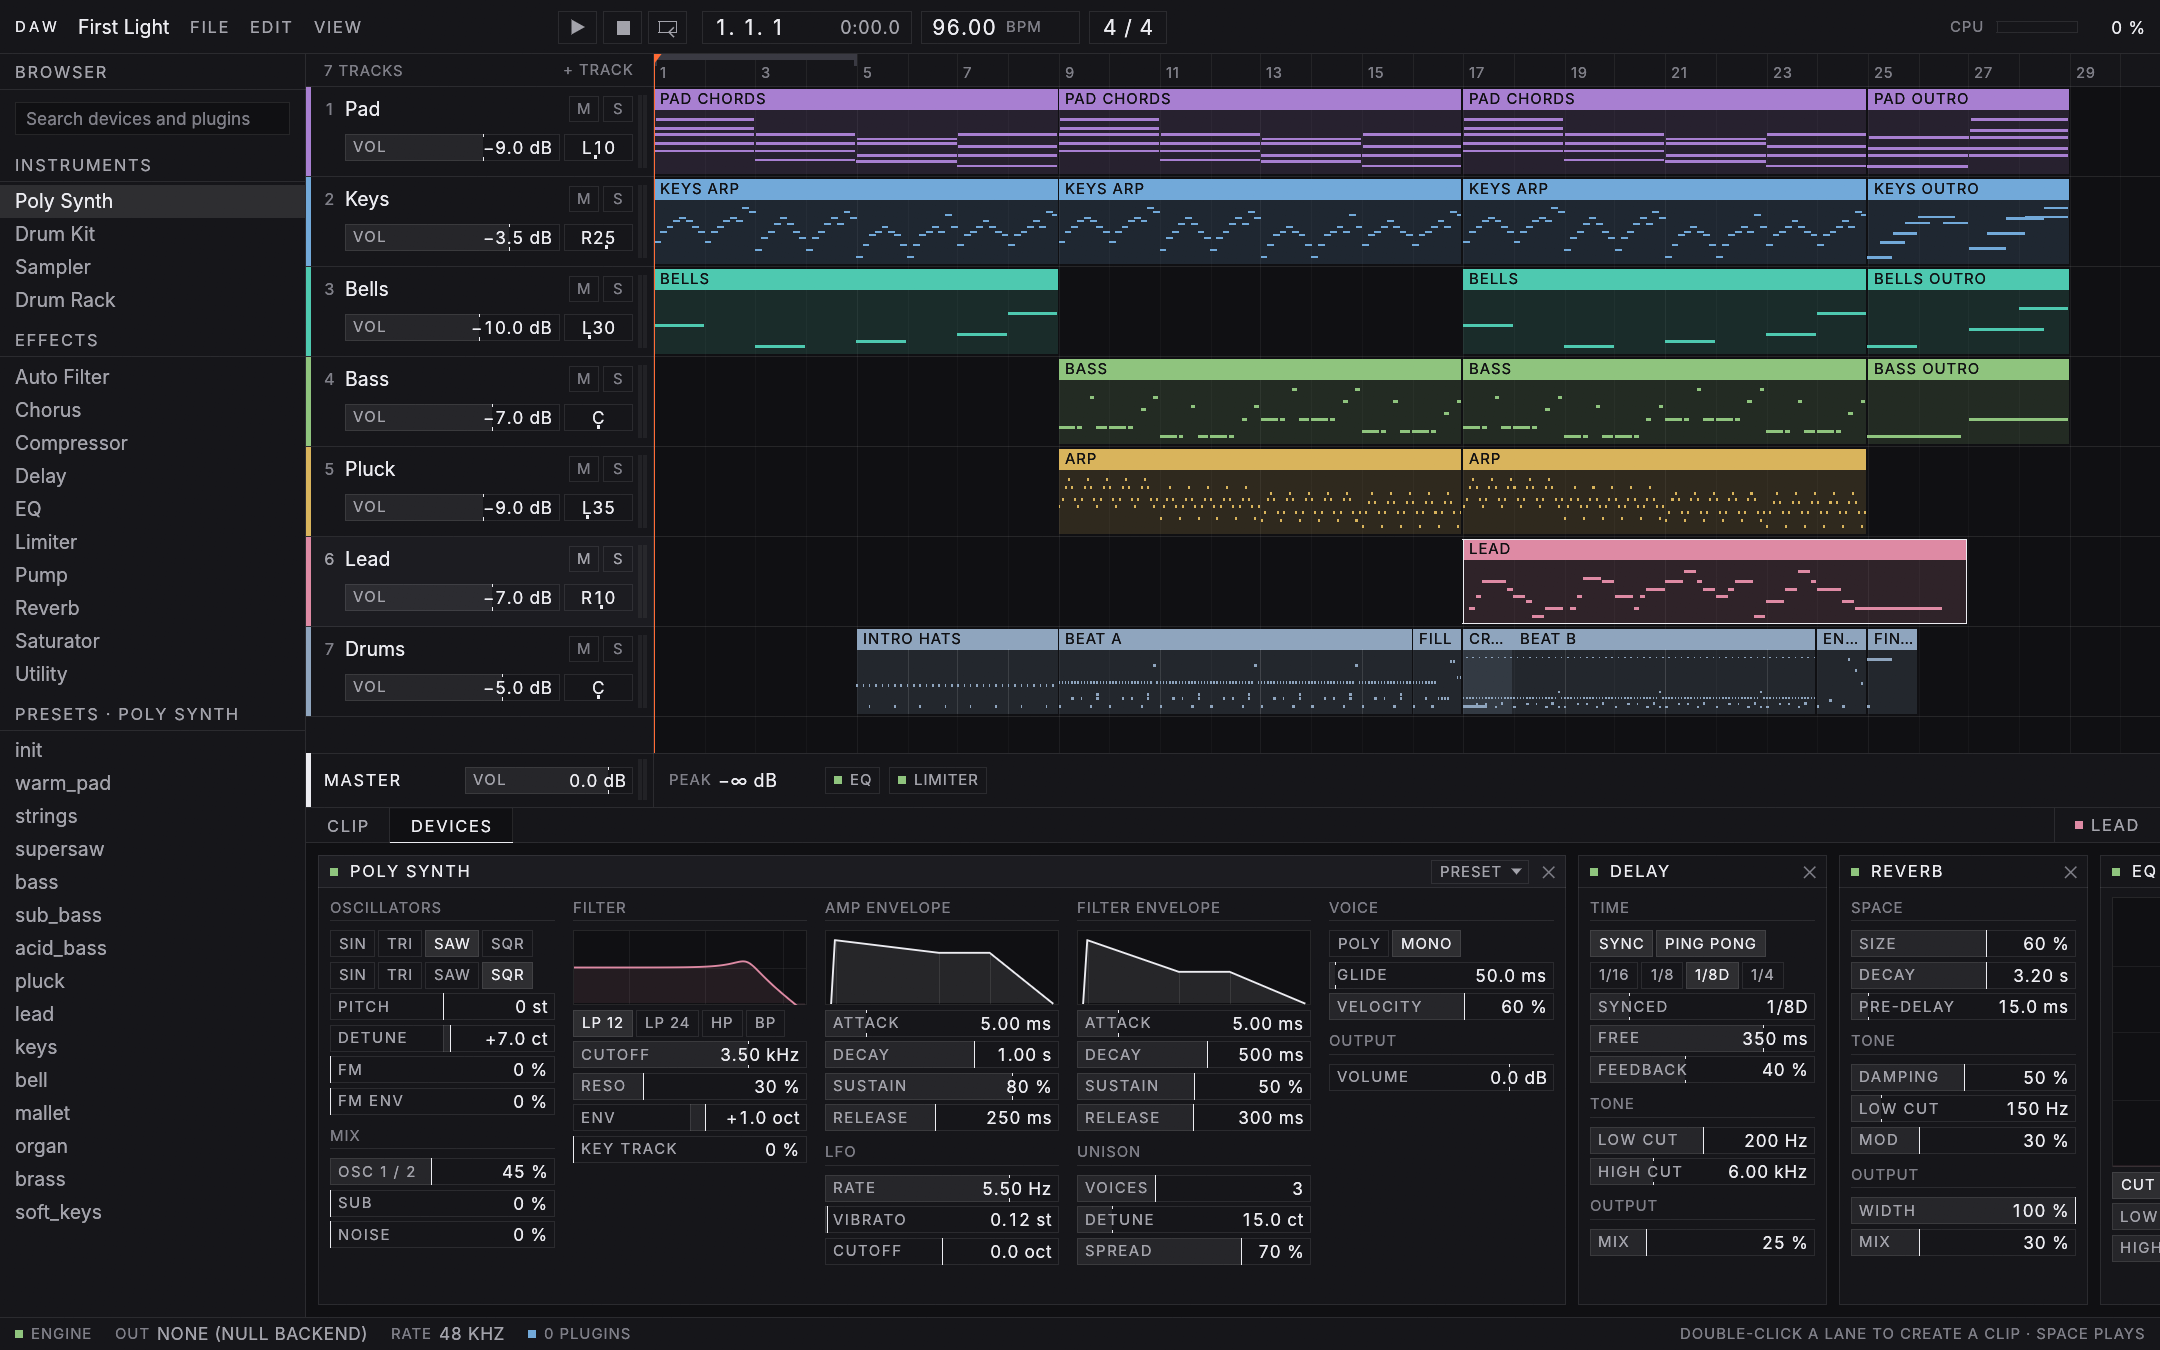 DAW First Light FILE EDIT VIEW 1. 1. 1 0:00.0 96.00 BPM 4 / 4 CPU 0 %
BROWSER
Search devices and plugins
INSTRUMENTS
Poly Synth
Drum Kit
Sampler
Drum Rack
EFFECTS
Auto Filter
Chorus
Compressor
Delay
EQ
Limiter
Pump
Reverb
Saturator
Utility
PRESETS · POLY SYNTH
init
warm_pad
strings
supersaw
bass
sub_bass
acid_bass
pluck
lead
keys
bell
mallet
organ
brass
soft_keys
7 TRACKS + TRACK 1 3 5 7 9 11 13 15 17 19 21 23 25 27 29
1 Pad M S
VOL −9.0 dB L10
PAD CHORDS PAD CHORDS PAD CHORDS PAD OUTRO
2 Keys M S
VOL −3.5 dB R25
KEYS ARP KEYS ARP KEYS ARP KEYS OUTRO
3 Bells M S
VOL −10.0 dB L30
BELLS BELLS BELLS OUTRO
4 Bass M S
VOL −7.0 dB C
BASS BASS BASS OUTRO
5 Pluck M S
VOL −9.0 dB L35
ARP ARP
6 Lead M S
VOL −7.0 dB R10
LEAD
7 Drums M S
VOL −5.0 dB C
INTRO HATS BEAT A FILL CR... BEAT B EN... FIN...
MASTER VOL 0.0 dB PEAK −∞ dB EQ LIMITER
CLIP DEVICES LEAD
POLY SYNTH PRESET
OSCILLATORS
SIN TRI SAW SQR
SIN TRI SAW SQR
PITCH 0 st
DETUNE +7.0 ct
FM 0 %
FM ENV 0 %
MIX
OSC 1 / 2 45 %
SUB 0 %
NOISE 0 %
FILTER
LP 12 LP 24 HP BP
CUTOFF 3.50 kHz
RESO 30 %
ENV +1.0 oct
KEY TRACK 0 %
AMP ENVELOPE
ATTACK 5.00 ms
DECAY 1.00 s
SUSTAIN 80 %
RELEASE 250 ms
LFO
RATE 5.50 Hz
VIBRATO 0.12 st
CUTOFF 0.0 oct
FILTER ENVELOPE
ATTACK 5.00 ms
DECAY 500 ms
SUSTAIN 50 %
RELEASE 300 ms
UNISON
VOICES 3
DETUNE 15.0 ct
SPREAD 70 %
VOICE
POLY MONO
GLIDE 50.0 ms
VELOCITY 60 %
OUTPUT
VOLUME 0.0 dB
DELAY
TIME
SYNC PING PONG
1/16 1/8 1/8D 1/4
SYNCED 1/8D
FREE 350 ms
FEEDBACK 40 %
TONE
LOW CUT 200 Hz
HIGH CUT 6.00 kHz
OUTPUT
MIX 25 %
REVERB
SPACE
SIZE 60 %
DECAY 3.20 s
PRE-DELAY 15.0 ms
TONE
DAMPING 50 %
LOW CUT 150 Hz
MOD 30 %
OUTPUT
WIDTH 100 %
MIX 30 %
EQ
CUT
LOW
HIGH
ENGINE OUT NONE (NULL BACKEND) RATE 48 KHZ 0 PLUGINS DOUBLE-CLICK A LANE TO CREATE A CLIP · SPACE PLAYS